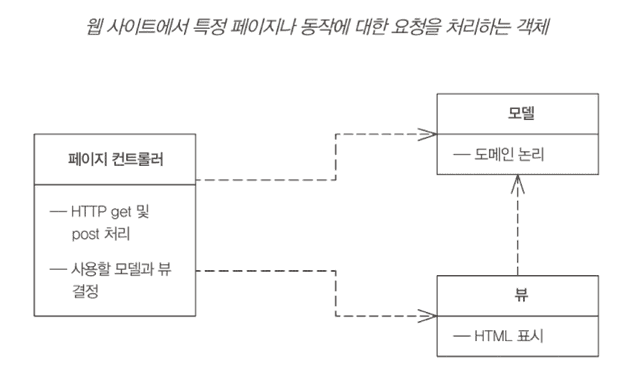 웹 사이트에서 특정 페이지나 동작에 대한 요청을 처리하는 객체
페이지 컨트롤러
— HTTP get 및
post 처리
— 사용할 모델과 뷰
결정
모델
— 도메인 논리
뷰
— HTML 표시